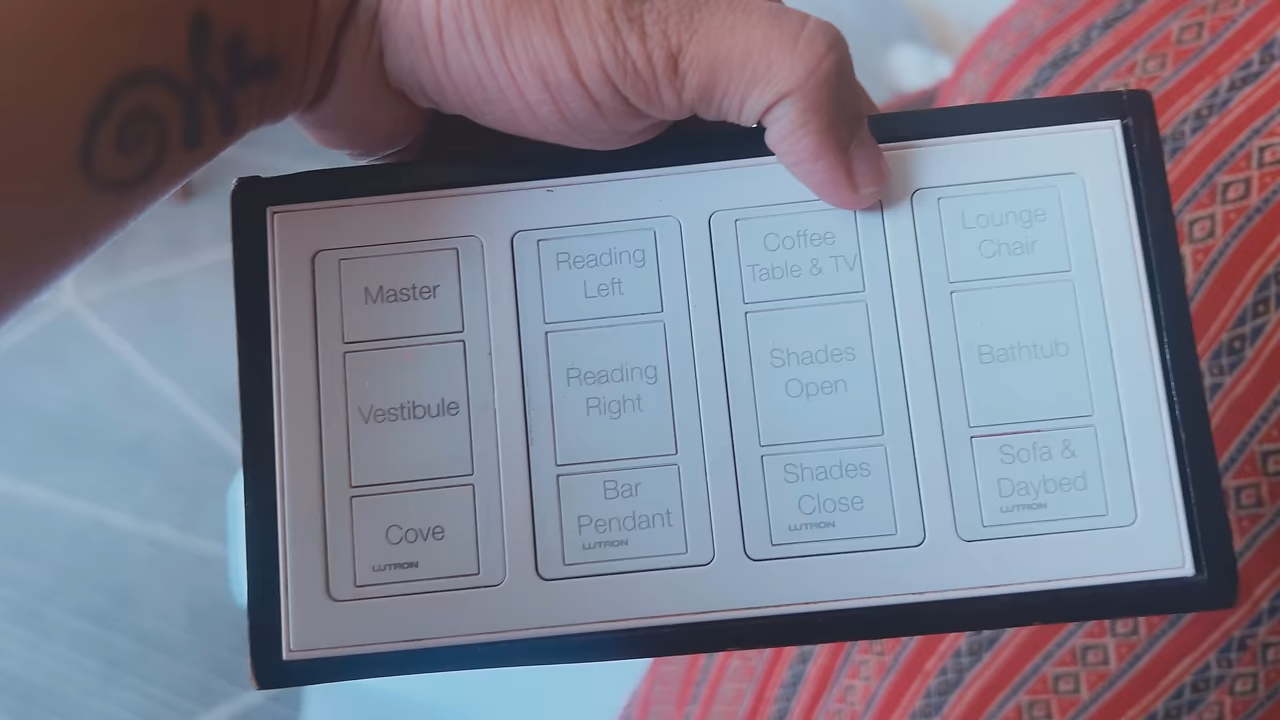 Master
Vestibule
Cove
LUTRON
Reading
Left
Reading
Right
Bar
Pendant
LUTRON
Coffee
Table & TV
Shades
Open
Shades
Close
LUTRON
Lounge
Chair
Bathtub
Sofa &
Daybed
LUTRON